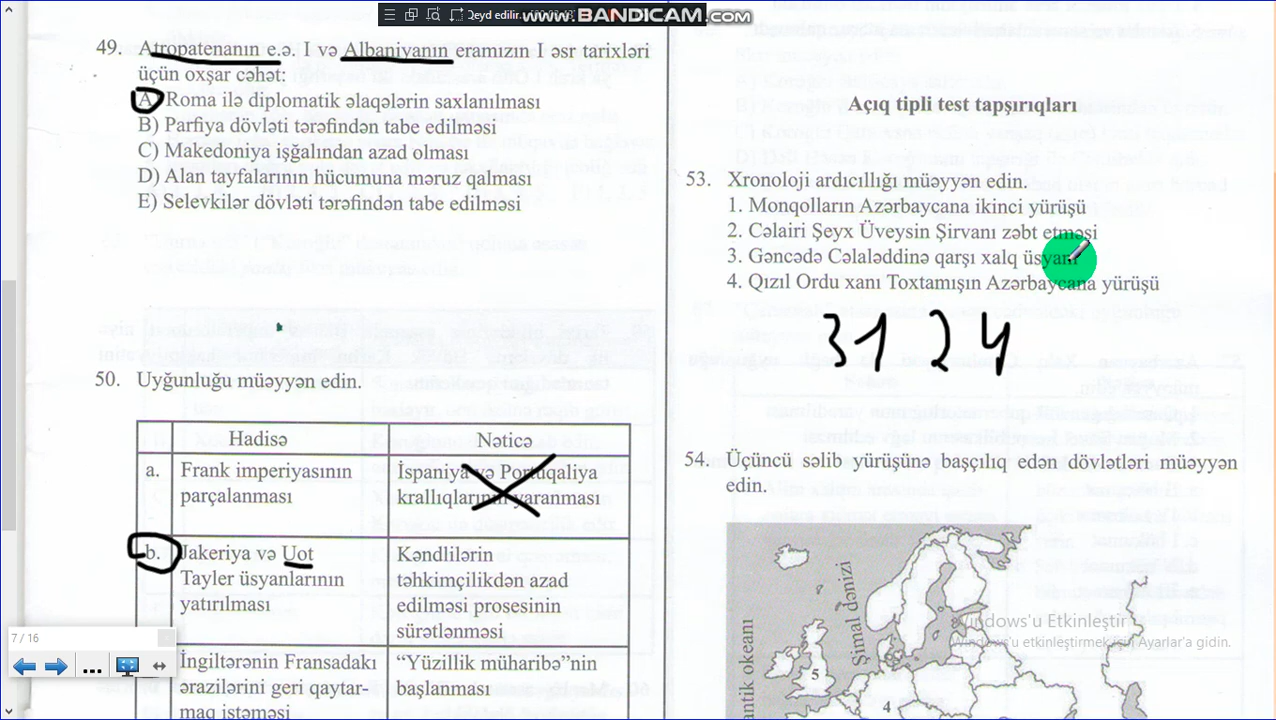 Qeyd edilir.
www.BANDICAM.com
49. Atropatenanın e.ə. I və Albaniyanın eramızın I əsr tarixləri
üçün oxşar cəhət:
A) Roma ilə diplomatik əlaqələrin saxlanılması
B) Parfiya dövləti tərəfindən tabe edilməsi
C) Makedoniya işğalından azad olması
D) Alan tayfalarının hücumuna məruz qalması
E) Selevkilər dövləti tərəfindən tabe edilməsi
50. Uyğunluğu müəyyən edin.
Hadisə
Nəticə
a. Frank imperiyasının
parçalanması
İspaniya və Portuqaliya
krallıqlarının yaranması
b. Jakeriya və Uot
Tayler üsyanlarının
yatırılması
Kəndlilərin
təhkimçilikdən azad
edilməsi prosesinin
sürətlənməsi
İngiltərənin Fransadakı
ərazilərini geri qaytar-
maq istəməsi
“Yüzillik müharibə”nin
başlanması
7 / 16
Açıq tipli test tapşırıqları
53. Xronoloji ardıcıllığı müəyyən edin.
1. Monqolların Azərbaycana ikinci yürüşü
2. Cəlairi Şeyx Üveysin Şirvanı zəbt etməsi
3. Gəncədə Cəlaləddinə qarşı xalq üsyanı
4. Qızıl Ordu xanı Toxtamışın Azərbaycana yürüşü
3 1 2 4
54. Üçüncü səlib yürüşünə başçılıq edən dövlətləri müəyyən
edin.
Şimal dənizi
antik okeanı
5
4
Windows'u Etkinleştir
Windows'u etkinleştirmek için Ayarlar'a gidin.